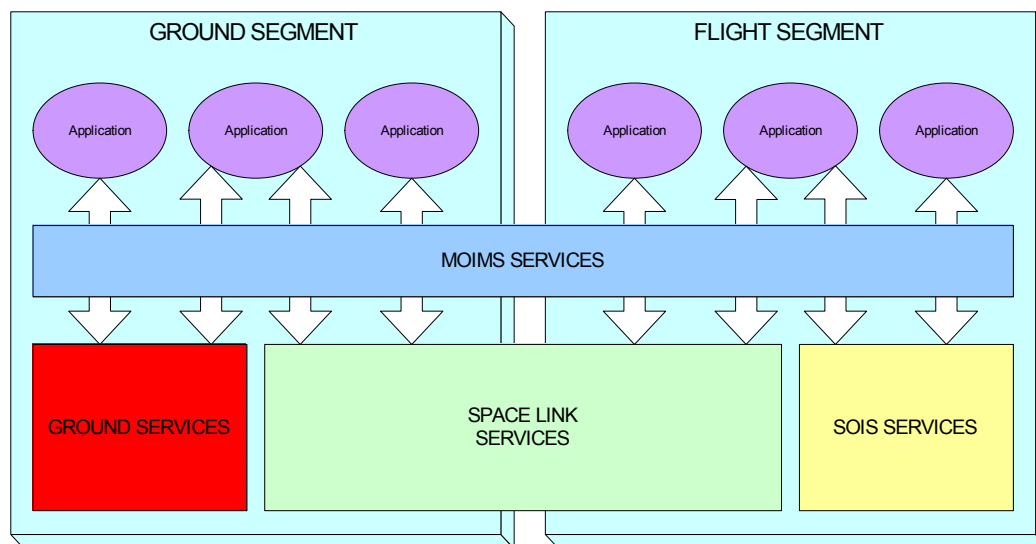 GROUND SEGMENT
FLIGHT SEGMENT
Application
Application
Application
Application
Application
Application
MOIMS SERVICES
GROUND SERVICES
SPACE LINK
SERVICES
SOIS SERVICES